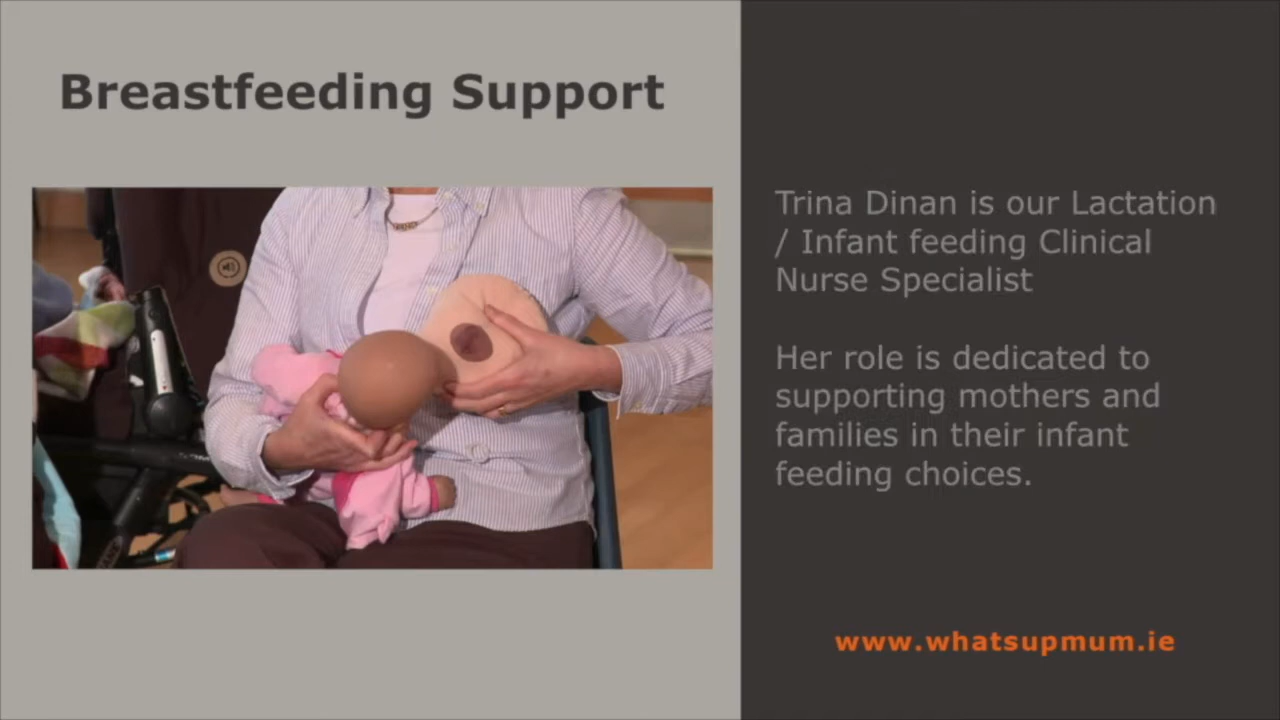 Breastfeeding Support
Trina Dinan is our Lactation
/ Infant feeding Clinical
Nurse Specialist
Her role is dedicated to
supporting mothers and
families in their infant
feeding choices.
www.whatsupmum.ie